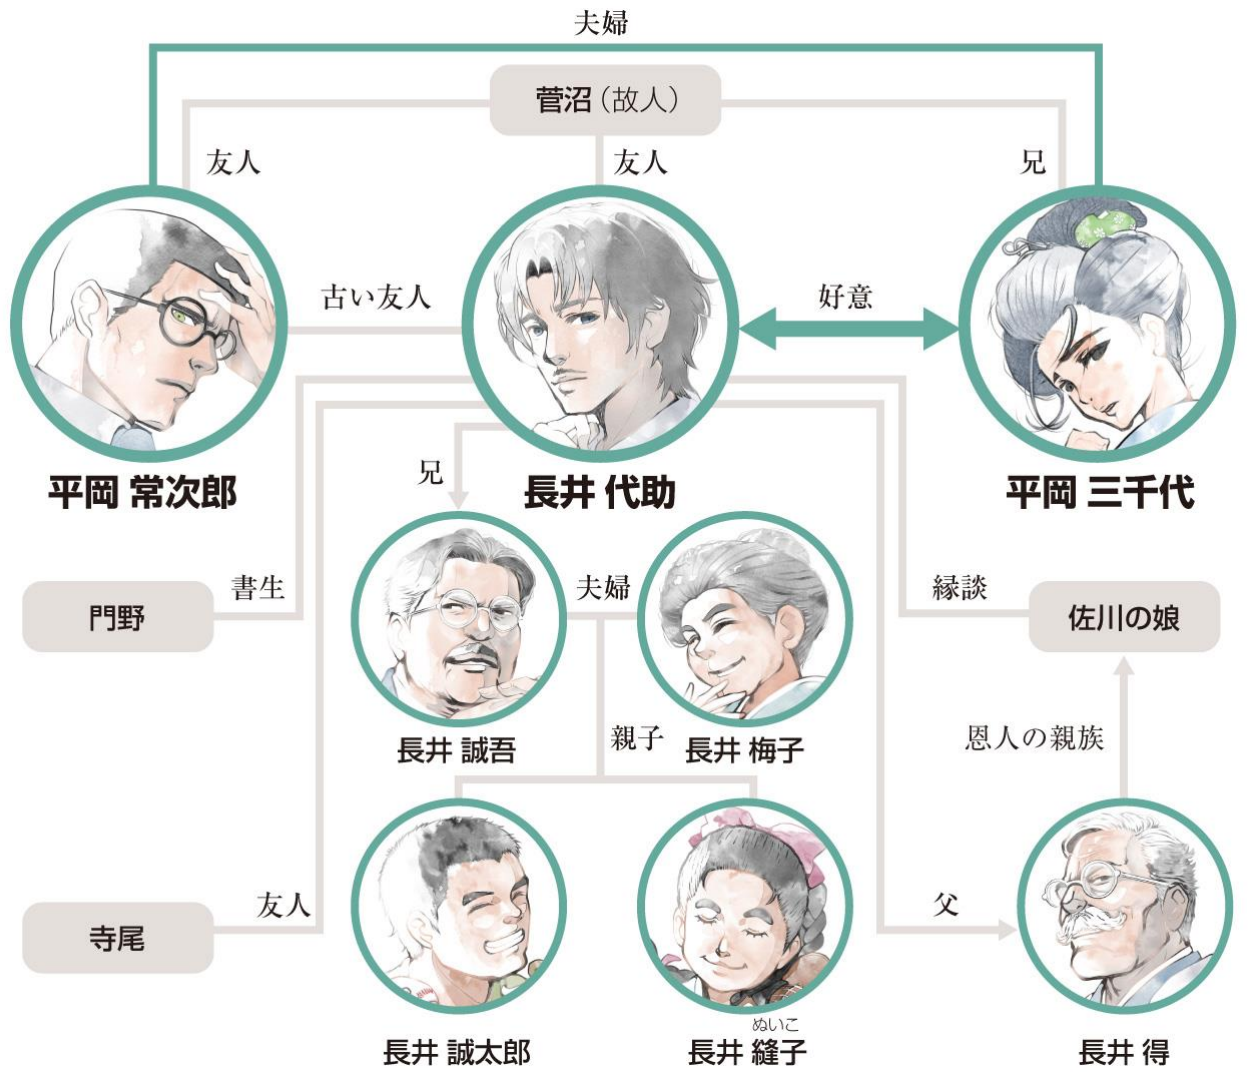 夫婦
菅沼（故人）
友人
友人
兄
古い友人
好意
平岡 常次郎
長井 代助
平岡 三千代
兄
門野
書生
夫婦
縁談
佐川の娘
長井 誠吾
親子
長井 梅子
恩人の親族
寺尾
友人
父
長井 誠太郎
ぬいこ
長井 縫子
長井 得